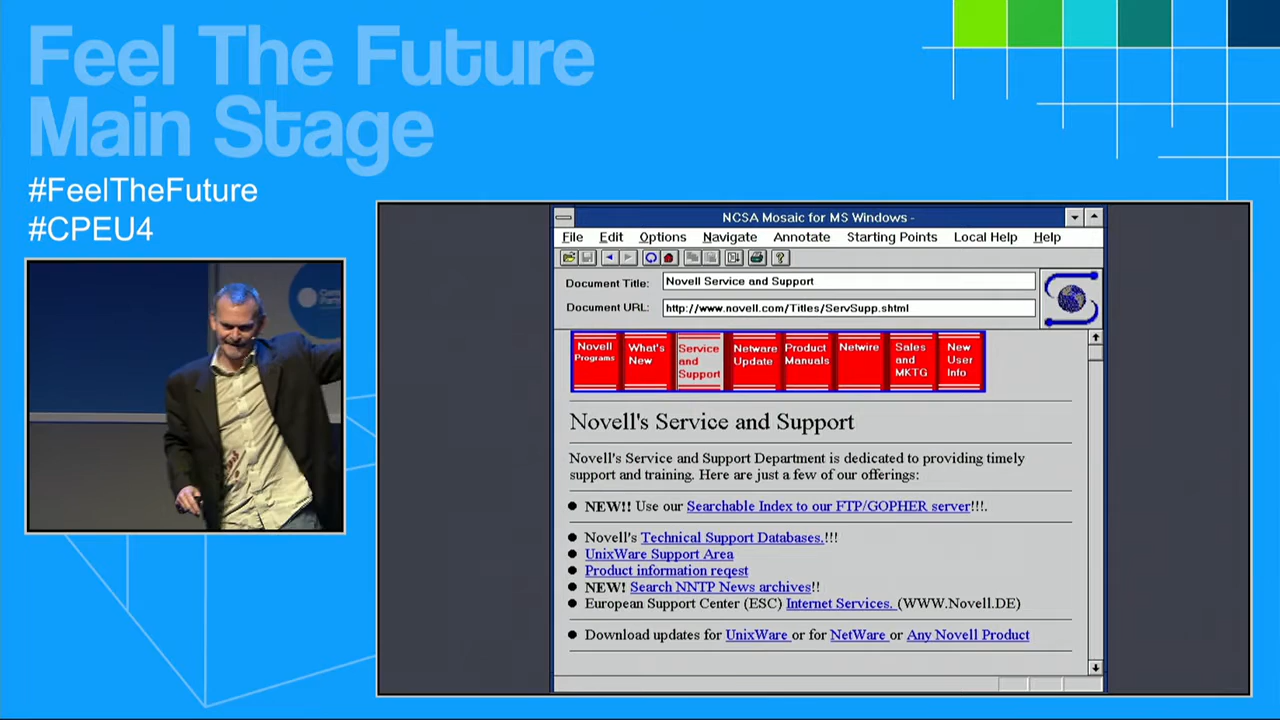 Feel The Future
Main Stage
#FeelTheFuture
#CPEU4
NCSA Mosaic for MS Windows -
File Edit Options Navigate Annotate Starting Points Local Help Help
Document Title: Novell Service and Support
Document URL: http://www.novell.com/Titles/ServSupp.shtml
Novell Programs
What's New
Service and Support
Netware Update
Product Manuals
Netwire
Sales and MKTG
New User Info
Novell's Service and Support
Novell's Service and Support Department is dedicated to providing timely
support and training. Here are just a few of our offerings:
NEW!! Use our Searchable Index to our FTP/GOPHER server!!!.
Novell's Technical Support Databases.!!!
UnixWare Support Area
Product information reqest
NEW! Search NNTP News archives!!
European Support Center (ESC) Internet Services. (WWW.Novell.DE)
Download updates for UnixWare or for NetWare or Any Novell Product